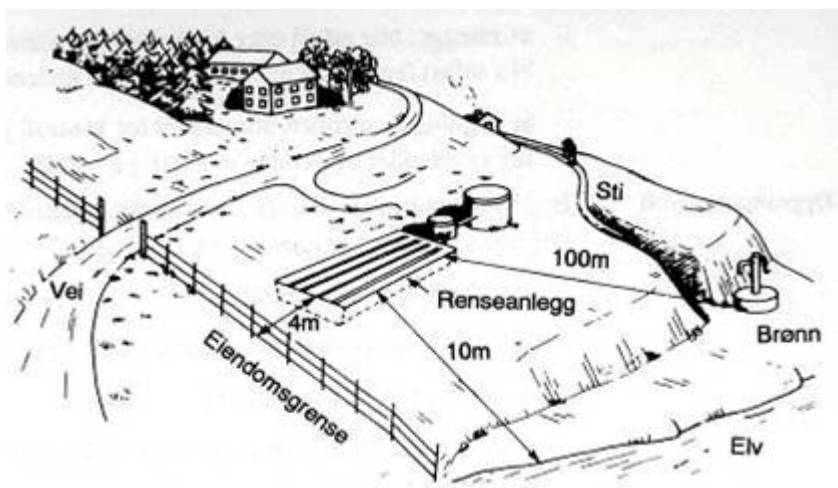 Sti
100m
Vei
Renseanlegg
4m
Brønn
10m
Eiendomsgrense
Elv